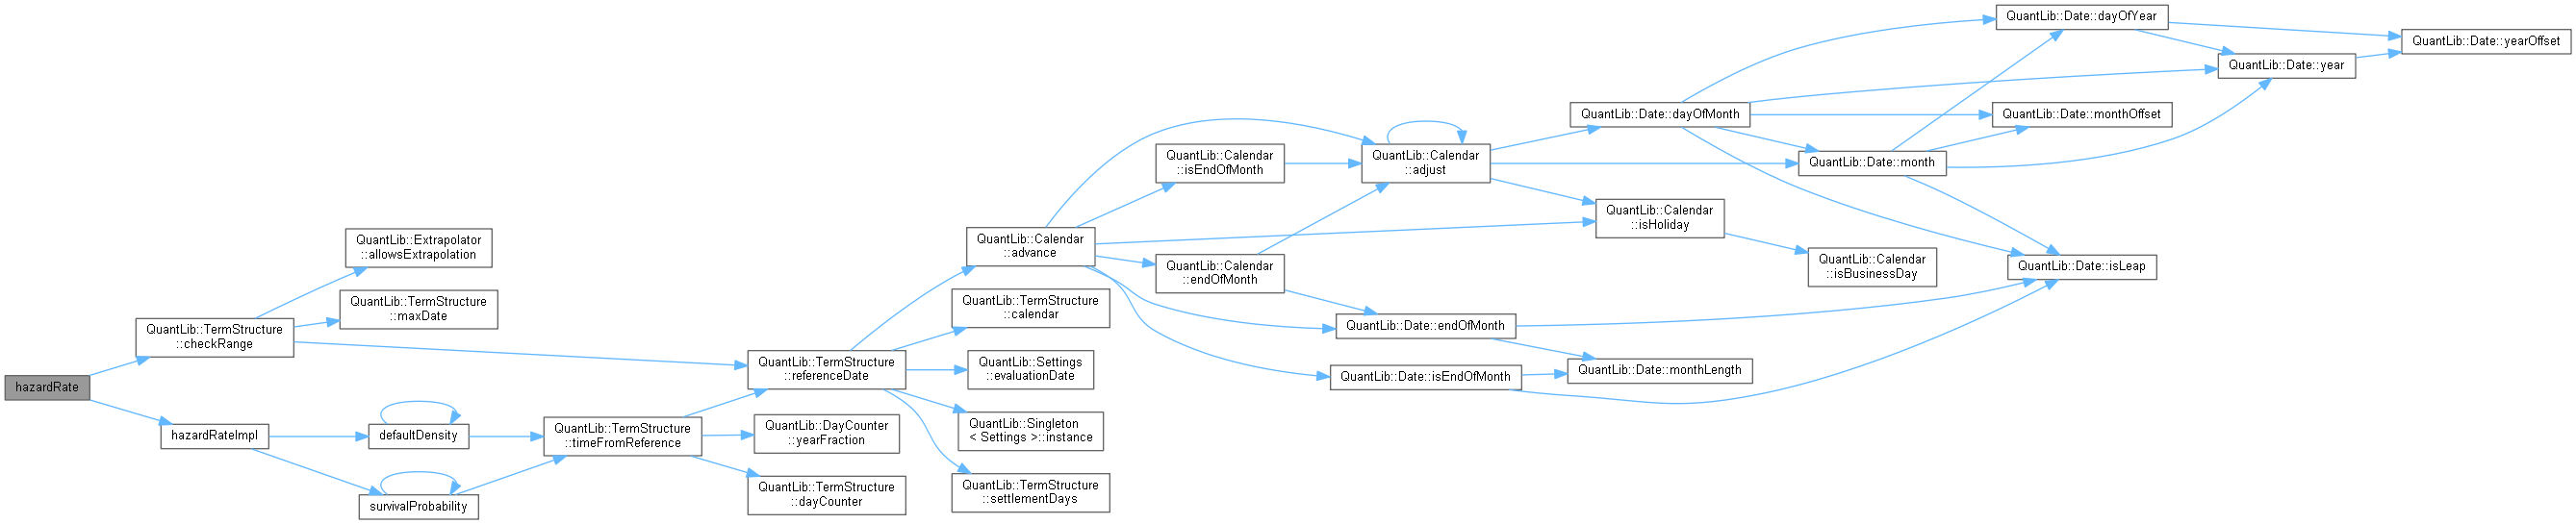 hazardRate
QuantLib::TermStructure
::checkRange
hazardRateImpl
QuantLib::Extrapolator
::allowsExtrapolation
QuantLib::TermStructure
::maxDate
defaultDensity
survivalProbability
QuantLib::TermStructure
::timeFromReference
QuantLib::TermStructure
::referenceDate
QuantLib::DayCounter
::yearFraction
QuantLib::TermStructure
::dayCounter
QuantLib::Calendar
::advance
QuantLib::TermStructure
::calendar
QuantLib::Settings
::evaluationDate
QuantLib::Singleton
< Settings >::instance
QuantLib::TermStructure
::settlementDays
QuantLib::Calendar
::isEndOfMonth
QuantLib::Calendar
::endOfMonth
QuantLib::Calendar
::adjust
QuantLib::Date::endOfMonth
QuantLib::Date::isEndOfMonth
QuantLib::Date::dayOfMonth
QuantLib::Calendar
::isHoliday
QuantLib::Date::monthLength
QuantLib::Date::month
QuantLib::Calendar
::isBusinessDay
QuantLib::Date::dayOfYear
QuantLib::Date::monthOffset
QuantLib::Date::isLeap
QuantLib::Date::year
QuantLib::Date::yearOffset